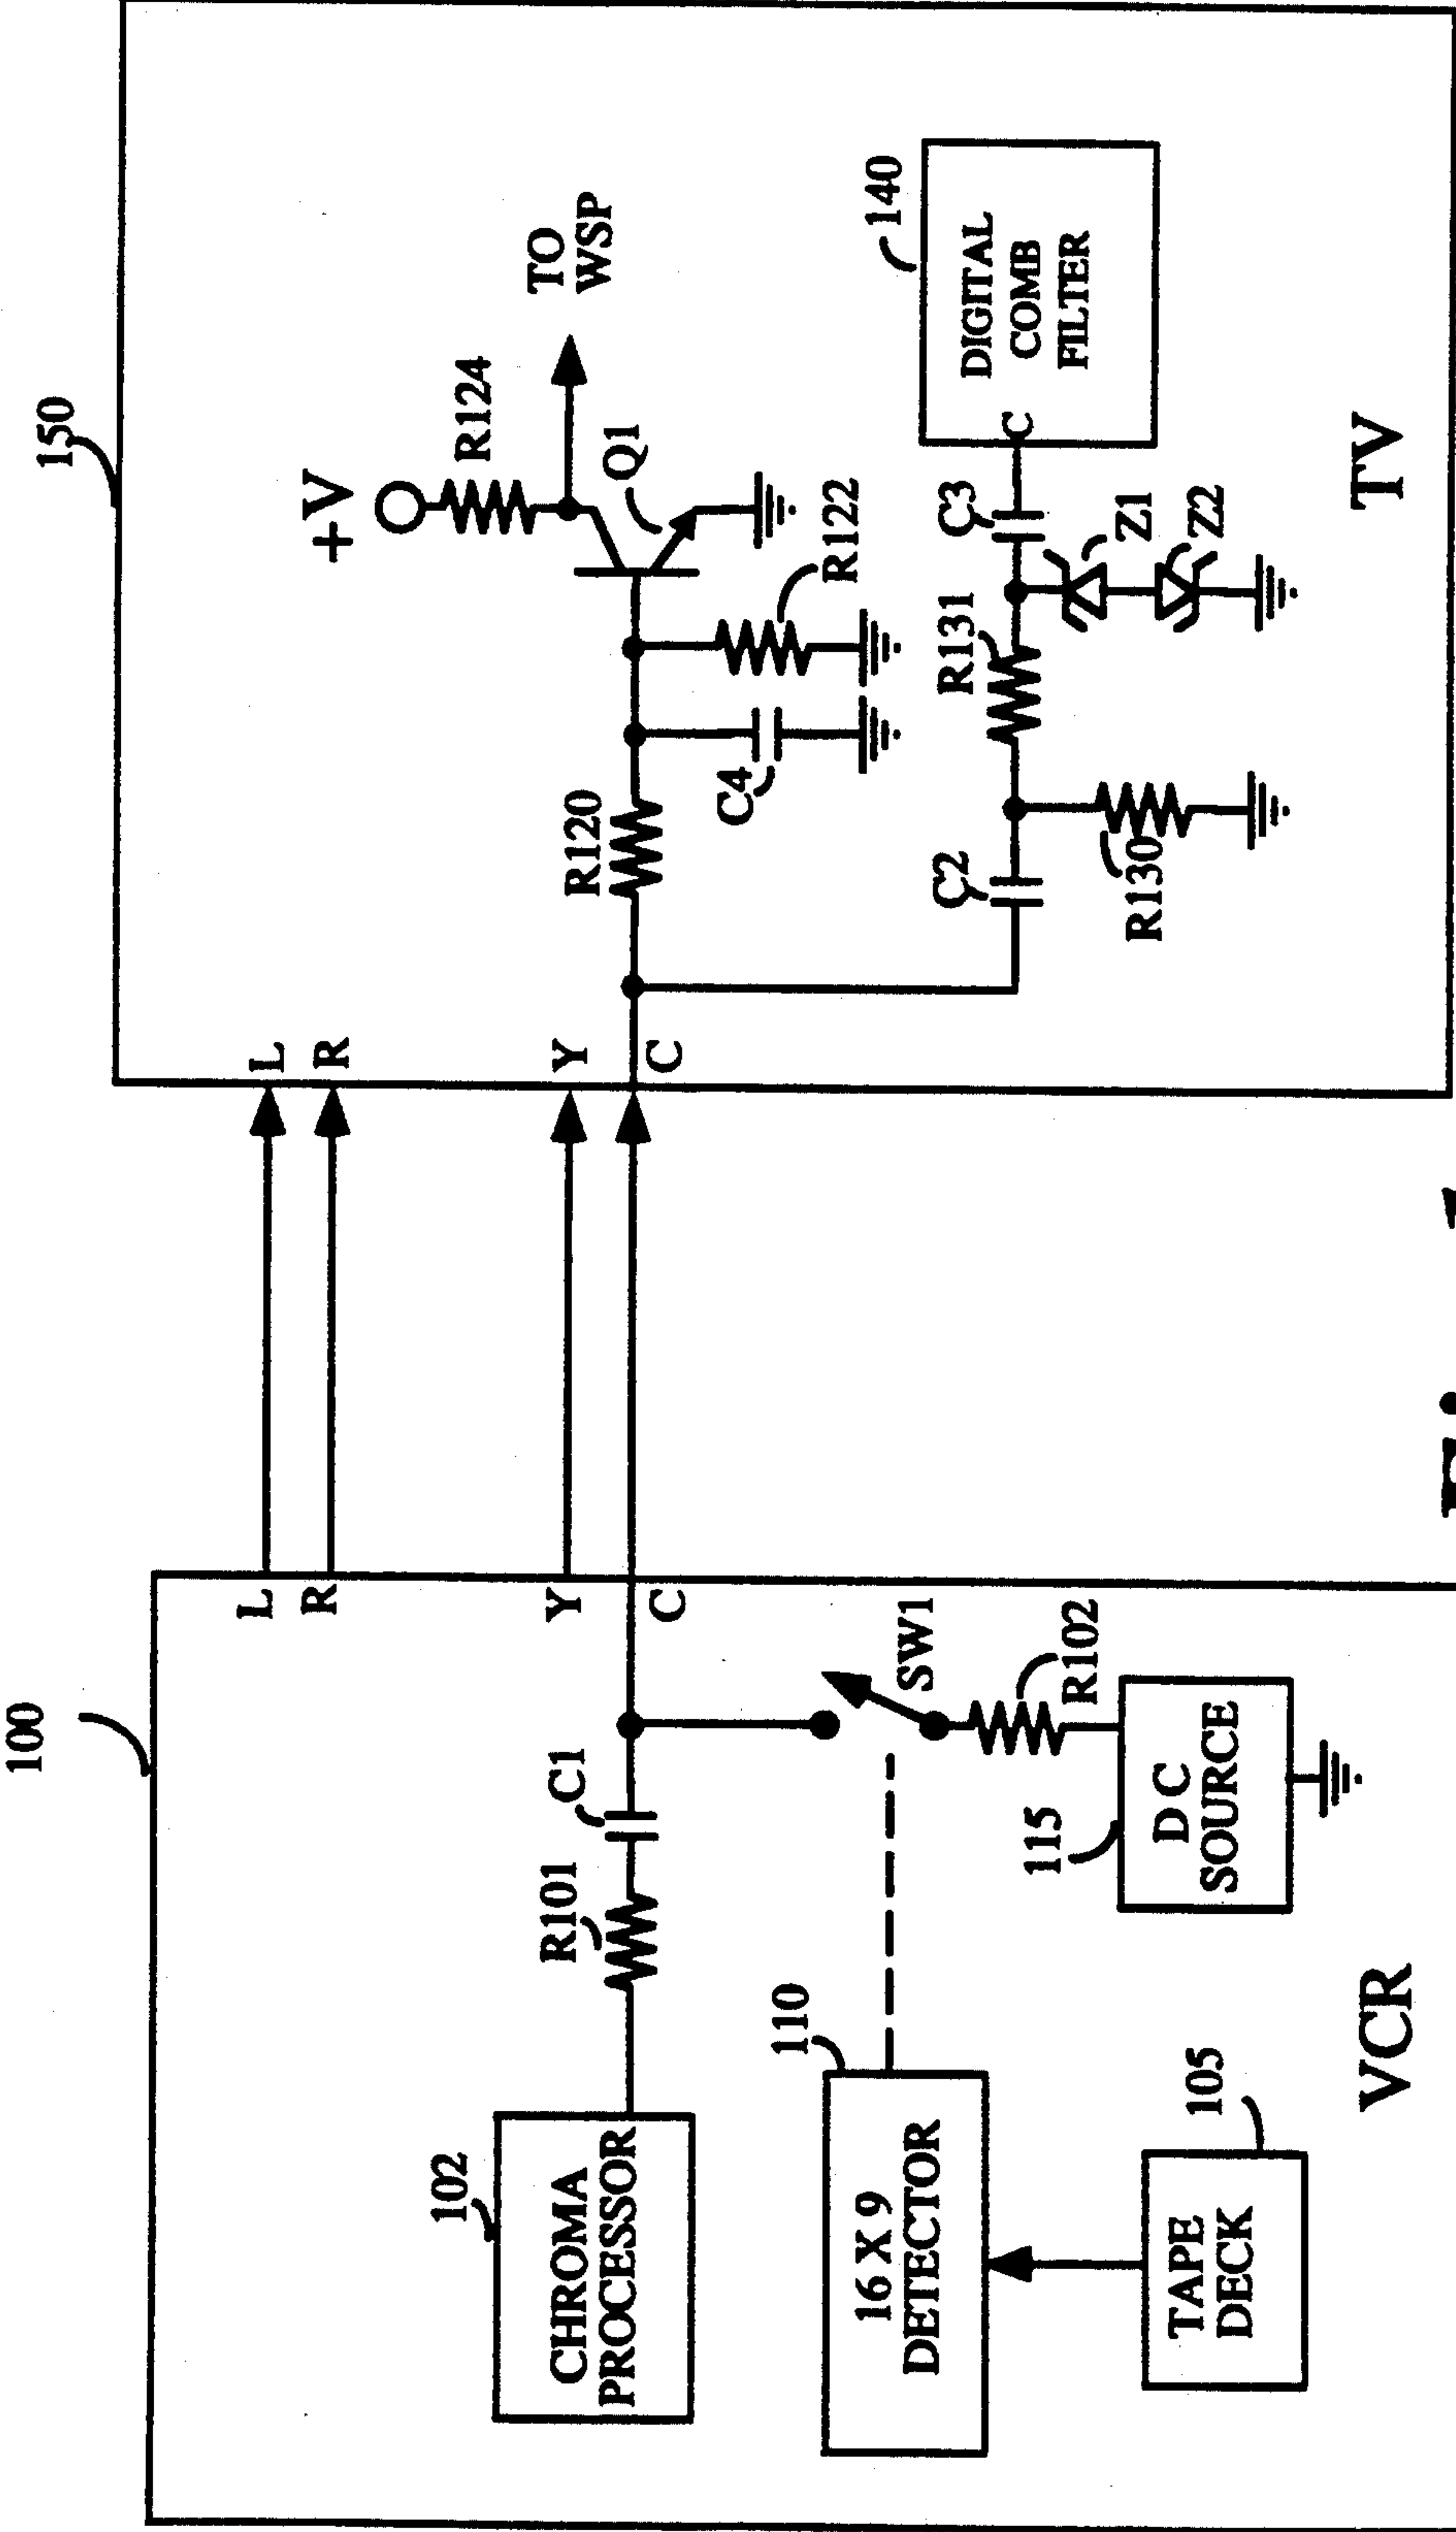 100
L
R
Y
C
102
CHROMA
PROCESSOR
R101
C1
110
16 X 9
DETECTOR
SW1
R102
115
D C
SOURCE
105
TAPE
DECK
VCR
150
L
R
Y
C
+V
R124
TO
WSP
Q1
R120
C4
R122
140
DIGITAL
COMB
FILTER
C
C2
R131
C3
R130
Z1
Z2
TV